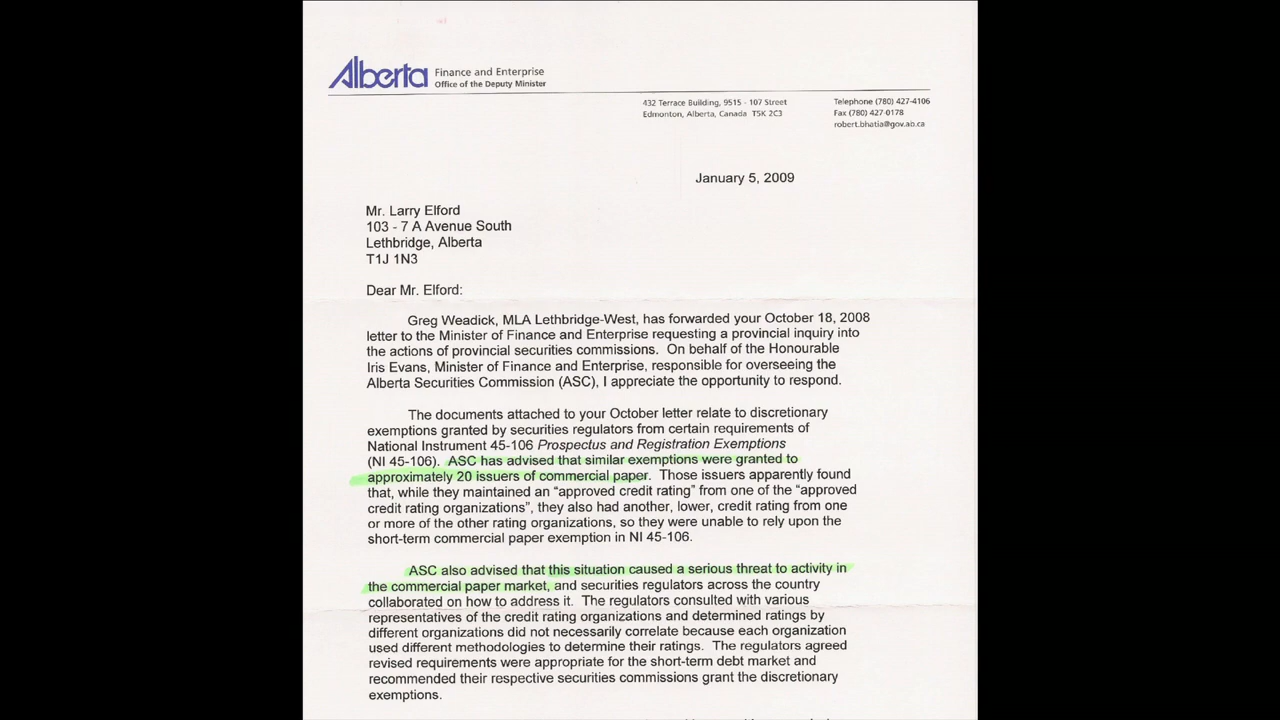 Alberta Finance and Enterprise
Office of the Deputy Minister
432 Terrace Building, 9515 - 107 Street
Edmonton, Alberta, Canada T5K 2C3
Telephone (780) 427-4106
Fax (780) 427-0178
robert.bhatia@gov.ab.ca
January 5, 2009
Mr. Larry Elford
103 - 7 A Avenue South
Lethbridge, Alberta
T1J 1N3
Dear Mr. Elford:
Greg Weadick, MLA Lethbridge-West, has forwarded your October 18, 2008
letter to the Minister of Finance and Enterprise requesting a provincial inquiry into
the actions of provincial securities commissions. On behalf of the Honourable
Iris Evans, Minister of Finance and Enterprise, responsible for overseeing the
Alberta Securities Commission (ASC), I appreciate the opportunity to respond.
The documents attached to your October letter relate to discretionary
exemptions granted by securities regulators from certain requirements of
National Instrument 45-106 Prospectus and Registration Exemptions
(NI 45-106). ASC has advised that similar exemptions were granted to
approximately 20 issuers of commercial paper. Those issuers apparently found
that, while they maintained an “approved credit rating” from one of the “approved
credit rating organizations”, they also had another, lower, credit rating from one
or more of the other rating organizations, so they were unable to rely upon the
short-term commercial paper exemption in NI 45-106.
ASC also advised that this situation caused a serious threat to activity in
the commercial paper market, and securities regulators across the country
collaborated on how to address it. The regulators consulted with various
representatives of the credit rating organizations and determined ratings by
different organizations did not necessarily correlate because each organization
used different methodologies to determine their ratings. The regulators agreed
revised requirements were appropriate for the short-term debt market and
recommended their respective securities commissions grant the discretionary
exemptions.